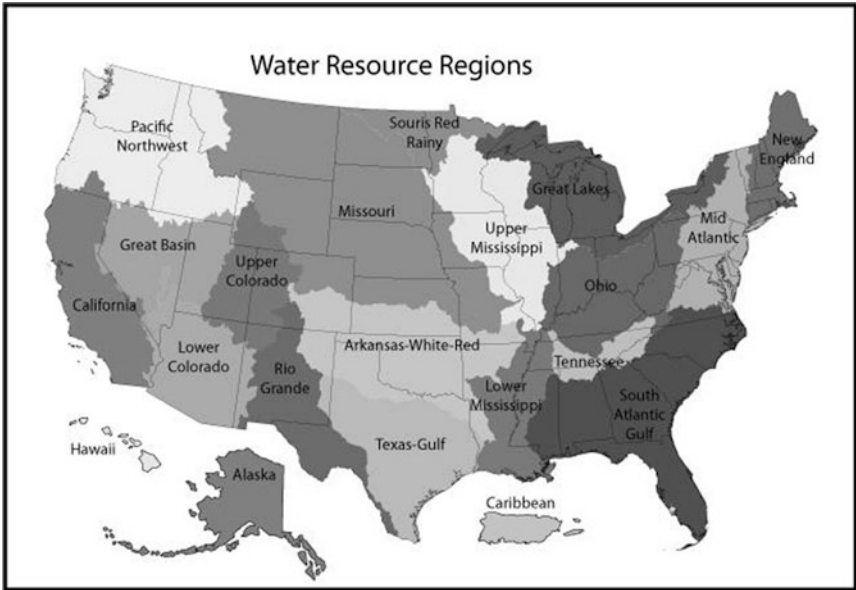 Water Resource Regions
Pacific
Northwest
Souris Red
Rainy
New
England
Great Lakes
Missouri
Upper
Mississippi
Mid
Atlantic
Great Basin
Upper
Colorado
Ohio
California
Lower
Colorado
Rio
Grande
Arkansas-White-Red
Tennessee
Lower
Mississippi
South
Atlantic
Gulf
Texas-Gulf
Hawaii
Alaska
Caribbean